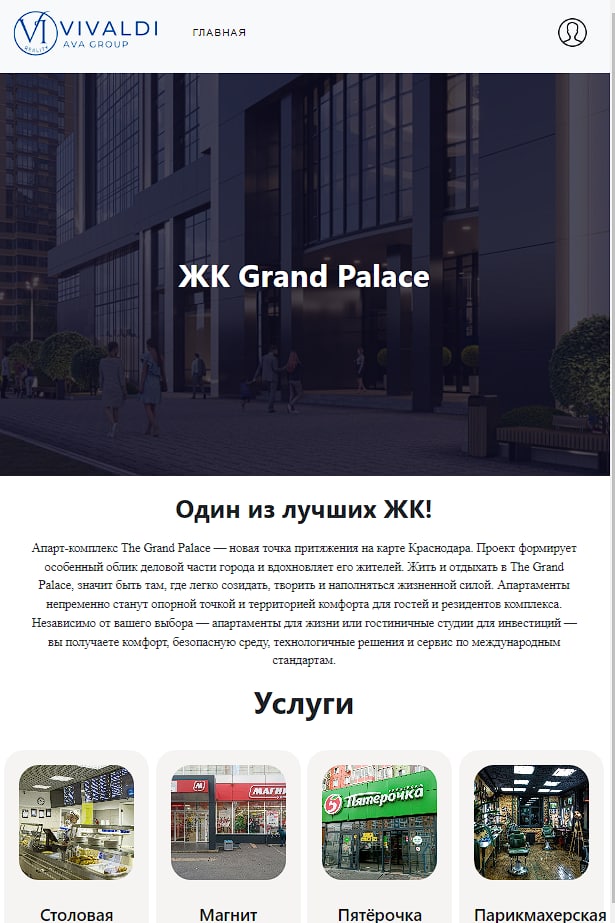 VI VIVALDI
REALITY AVA GROUP
ГЛАВНАЯ
ЖК Grand Palace
Один из лучших ЖК!
Апарт-комплекс The Grand Palace — новая точка притяжения на карте Краснодара. Проект формирует
особенный облик деловой части города и вдохновляет его жителей. Жить и отдыхать в The Grand
Palace, значит быть там, где легко созидать, творить и наполняться жизненной силой. Апартаменты
непременно станут опорной точкой и территорией комфорта для гостей и резидентов комплекса.
Независимо от вашего выбора — апартаменты для жизни или гостиничные студии для инвестиций —
вы получаете комфорт, безопасную среду, технологичные решения и сервис по международным
стандартам.
Услуги
М
МАГНИ
5 Пятёрочка
Столовая
Магнит
Пятёрочка
Парикмахерская